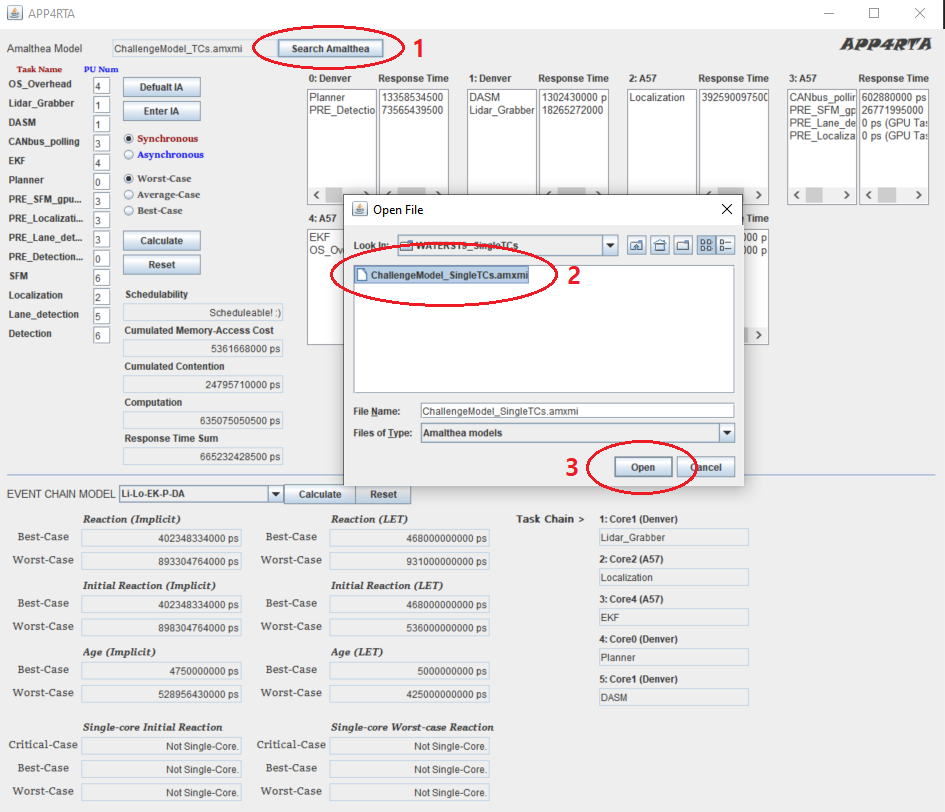 APP4RTA
Amalthea Model
ChallengeModel_TCs.amxmi
Search Amalthea
1
APP4RTA
Task Name PU Num
OS_Overhead 4
Lidar_Grabber 1
DASM 1
CANbus_polling 3
EKF 4
Planner 0
PRE_SFM_gpu... 3
PRE_Localizati... 3
PRE_Lane_det... 3
PRE_Detection... 0
SFM 6
Localization 2
Lane_detection 5
Detection 6
Defualt IA
Enter IA
Synchronous
Asynchronous
Worst-Case
Average-Case
Best-Case
Calculate
Reset
Schedulability
Scheduleable! :)
Cumulated Memory-Access Cost
5361668000 ps
Cumulated Contention
24795710000 ps
Computation
635075050500 ps
Response Time Sum
665232428500 ps
0: Denver Response Time
Planner 13358534500
PRE_Detectio 73565439500
1: Denver Response Time
DASM 1302430000 p
Lidar_Grabber 18265272000
2: A57 Response Time
Localization 392590097500
3: A57 Response Time
CANbus_pollin 602880000 ps
PRE_SFM_gp 26771995000
PRE_Lane_de 0 ps (GPU Tas
PRE_Localiza 0 ps (GPU Tas
4: A57
EKF
OS_Ov
Time
000 p
000 ps
Open File
Look In:
WATERS19_SingleTCs
ChallengeModel_SingleTCs.amxmi
2
File Name: ChallengeModel_SingleTCs.amxmi
Files of Type: Amalthea models
3
Open
Cancel
EVENT CHAIN MODEL Li-Lo-EK-P-DA Calculate Reset
Reaction (Implicit)
Best-Case 402348334000 ps
Worst-Case 893304764000 ps
Initial Reaction (Implicit)
Best-Case 402348334000 ps
Worst-Case 898304764000 ps
Age (Implicit)
Best-Case 4750000000 ps
Worst-Case 528956430000 ps
Single-core Initial Reaction
Critical-Case Not Single-Core.
Best-Case Not Single-Core.
Worst-Case Not Single-Core.
Reaction (LET)
Best-Case 468000000000 ps
Worst-Case 931000000000 ps
Initial Reaction (LET)
Best-Case 468000000000 ps
Worst-Case 536000000000 ps
Age (LET)
Best-Case 5000000000 ps
Worst-Case 425000000000 ps
Single-core Worst-case Reaction
Critical-Case Not Single-Core.
Best-Case Not Single-Core.
Worst-Case Not Single-Core.
Task Chain >
1: Core1 (Denver)
Lidar_Grabber
2: Core2 (A57)
Localization
3: Core4 (A57)
EKF
4: Core0 (Denver)
Planner
5: Core1 (Denver)
DASM